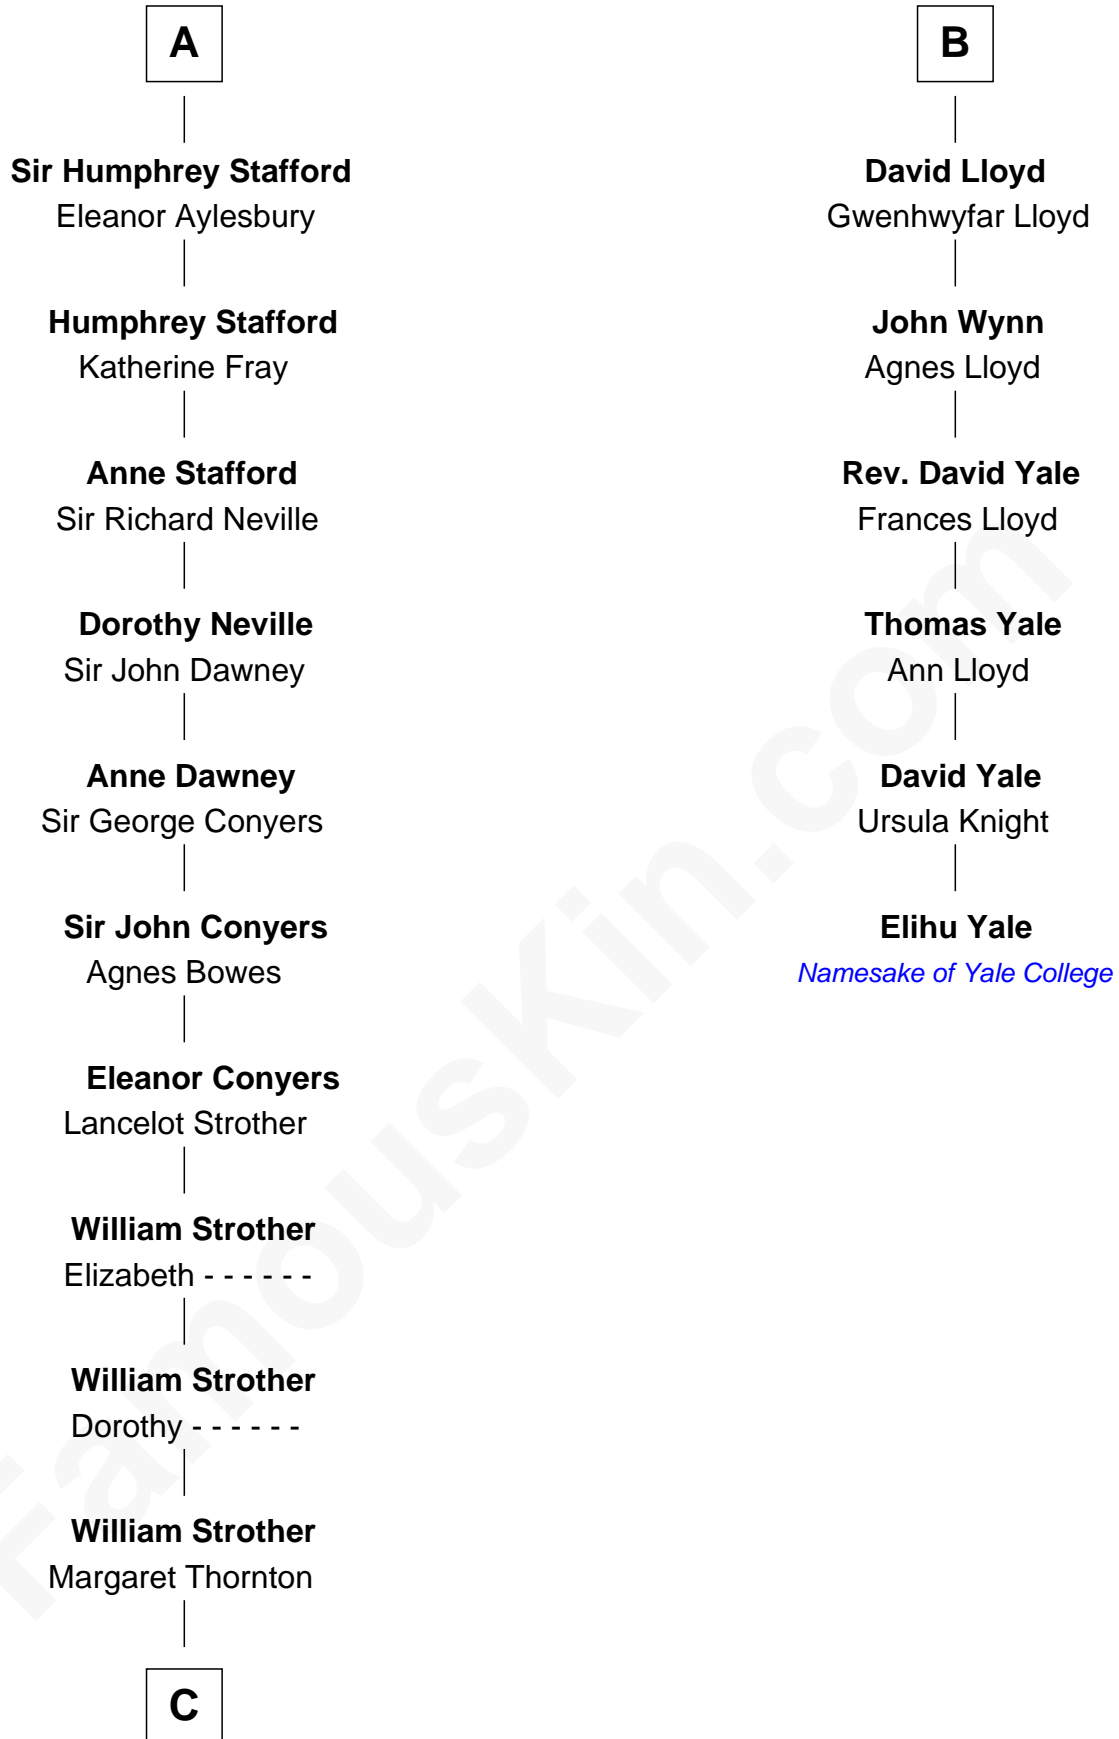 A
Sir Humphrey Stafford
Eleanor Aylesbury
Humphrey Stafford
Katherine Fray
Anne Stafford
Sir Richard Neville
Dorothy Neville
Sir John Dawney
Anne Dawney
Sir George Conyers
Sir John Conyers
Agnes Bowes
Eleanor Conyers
Lancelot Strother
William Strother
Elizabeth - - - - - -
William Strother
Dorothy - - - - - -
William Strother
Margaret Thornton
C
B
David Lloyd
Gwenhwyfar Lloyd
John Wynn
Agnes Lloyd
Rev. David Yale
Frances Lloyd
Thomas Yale
Ann Lloyd
David Yale
Ursula Knight
Elihu Yale
Namesake of Yale College
FamousKin.com